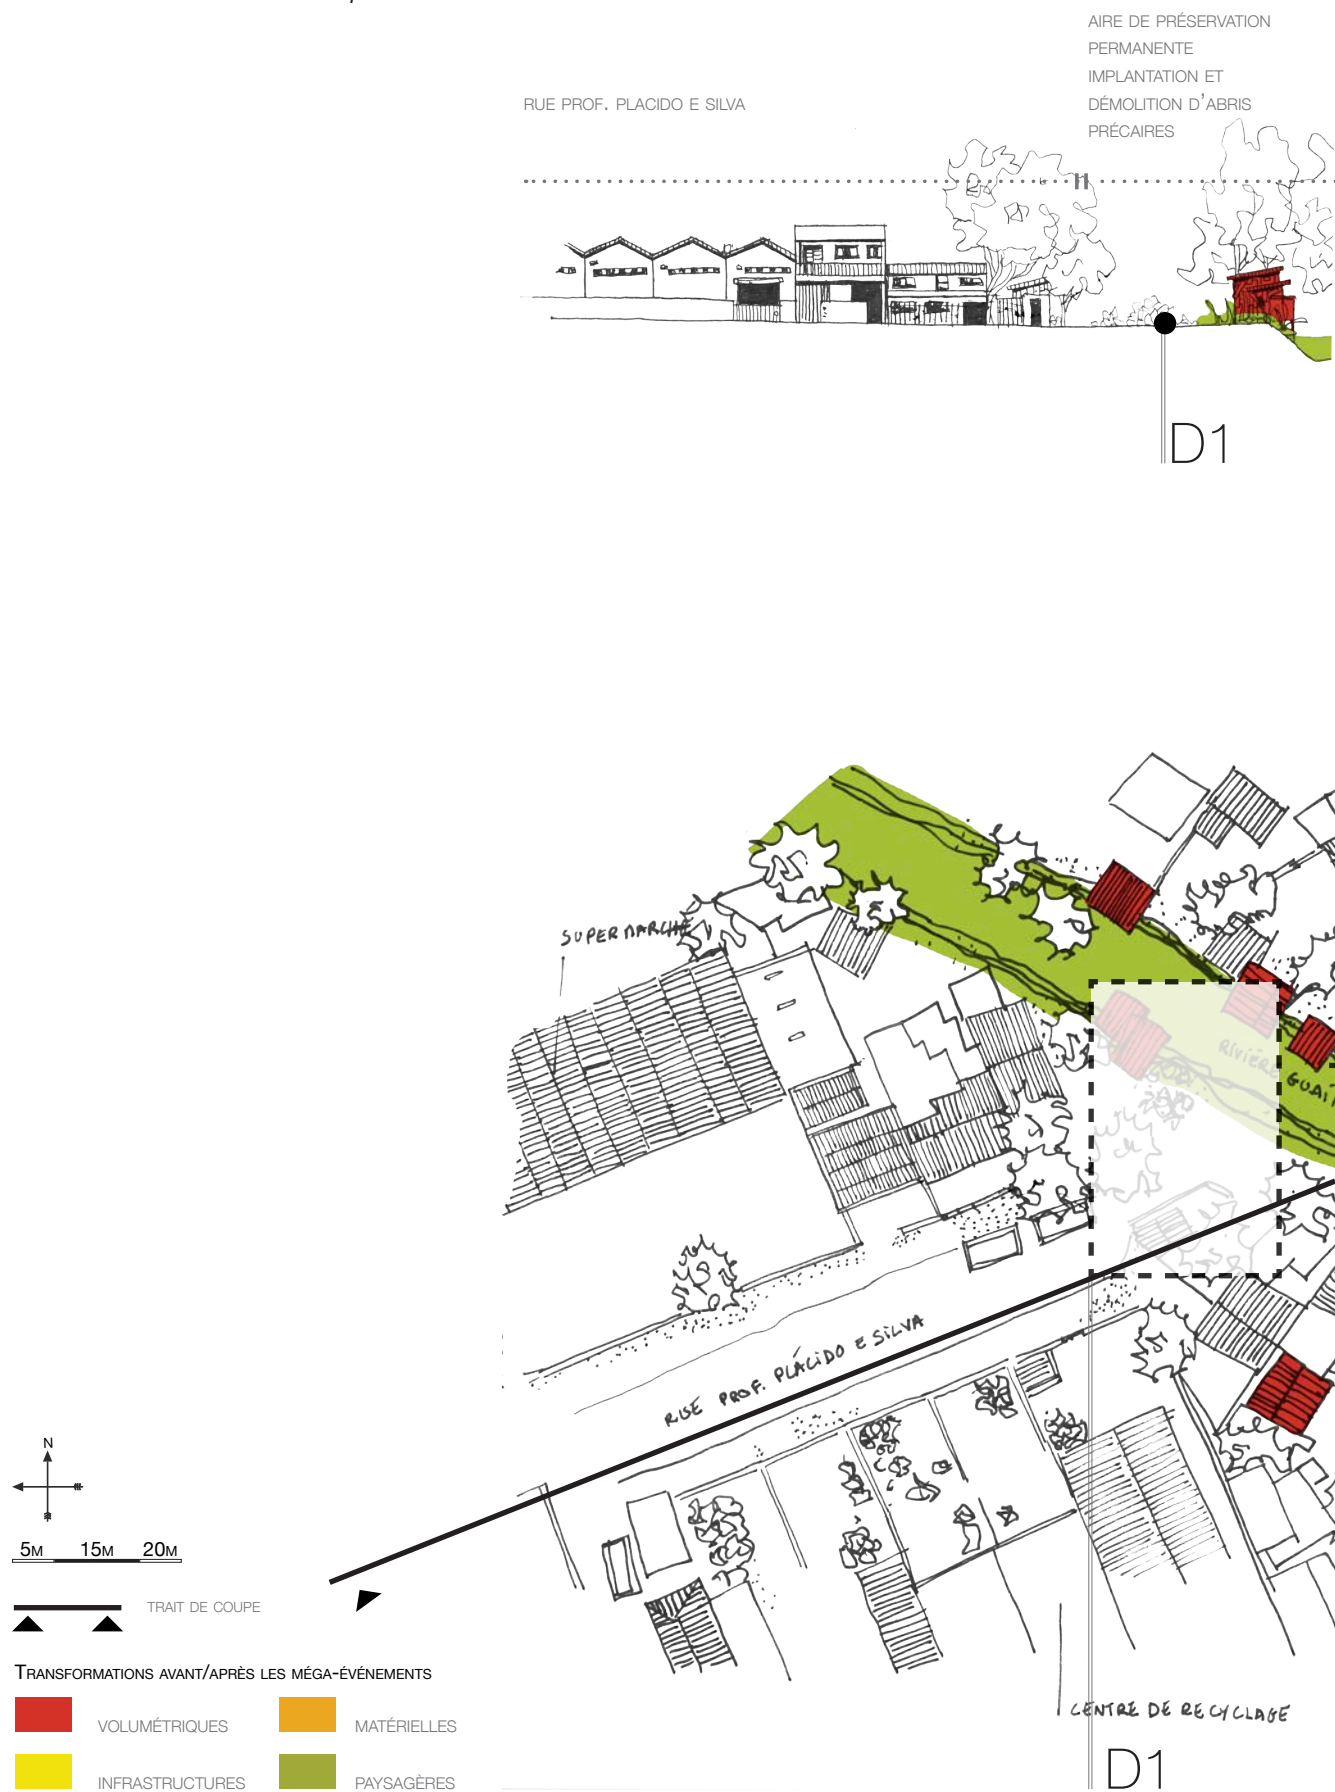 AIRE DE PRÉSERVATION
PERMANENTE
IMPLANTATION ET
DÉMOLITION D'ABRIS
PRÉCAIRES
RUE PROF. PLACIDO E SILVA
D1
SUPERMARCHÉ
RIVIÈRE
RUE PROF. PLÁCIDO E SILVA
N
5M 15M 20M
TRAIT DE COUPE
TRANSFORMATIONS AVANT/APRÈS LES MÉGA-ÉVÉNEMENTS
VOLUMÉTRIQUES
MATÉRIELLES
INFRASTRUCTURES
PAYSAGÈRES
CENTRE DE RECYCLAGE
D1